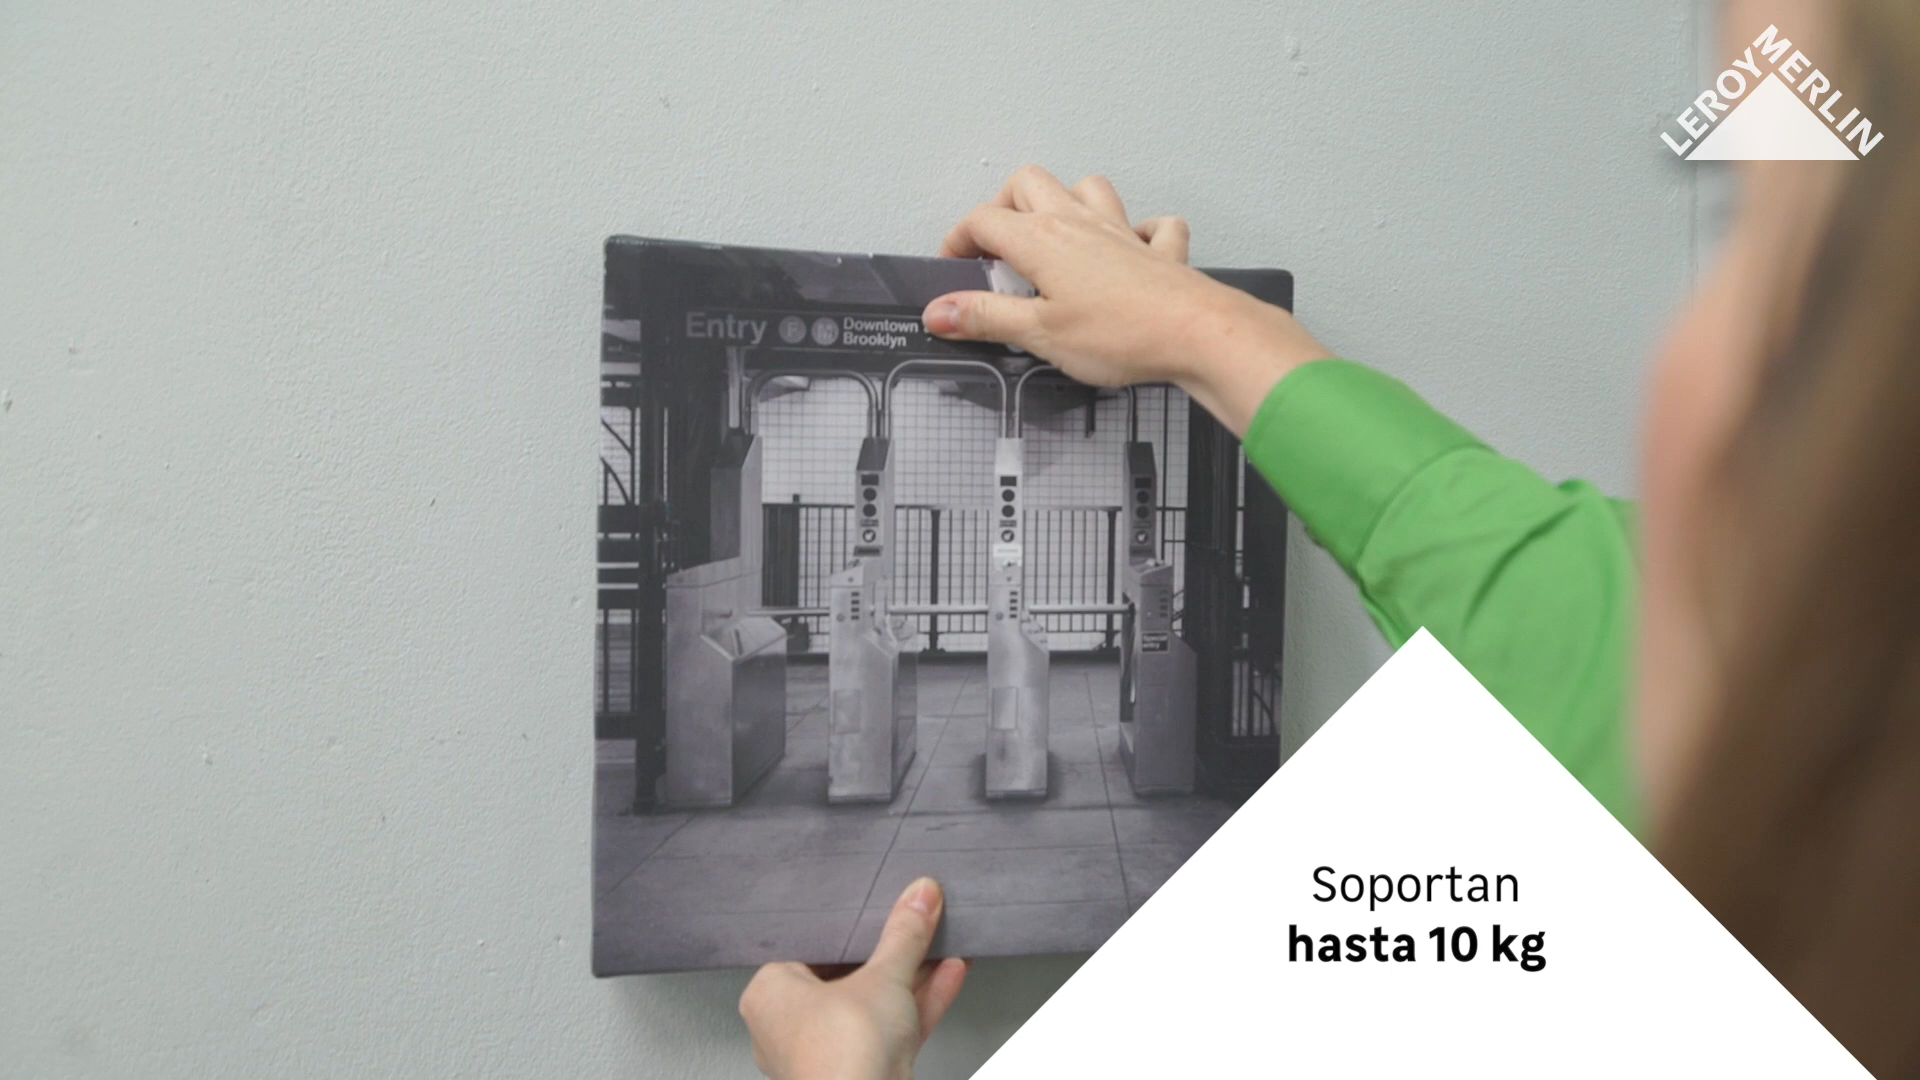 LEROY MERLIN
Entry F M Downtown
Brooklyn
Soportan
hasta 10 kg